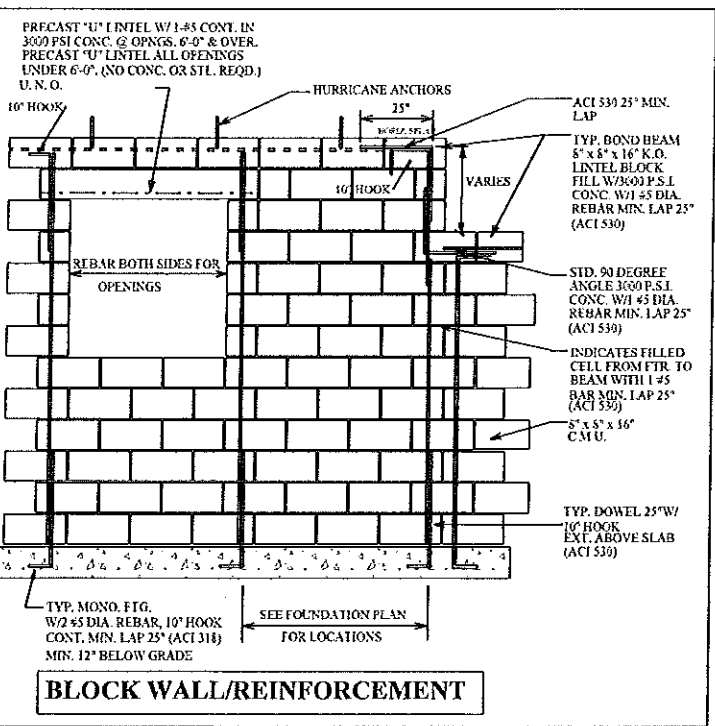 PRECAST "U" LINTEL W/ 1-#5 CONT. IN
3000 PSI CONC. @ OPNGS. 6'-0" & OVER.
PRECAST "U" LINTEL ALL OPENINGS
UNDER 6'-0". (NO CONC. OR STL. REQD.)
U. N. O.
10" HOOK
HURRICANE ANCHORS
25"
ACI 530 25" MIN.
LAP
TYP. BOND BEAM
8" x 8" x 16" K.O.
LINTEL BLOCK
FILL W/3000 P.S.I.
CONC. W/1 #5 DIA.
REBAR MIN. LAP 25"
(ACI 530)
VARIES
10" HOOK
REBAR BOTH SIDES FOR
OPENINGS
STD. 90 DEGREE
ANGLE 3000 P.S.I.
CONC. W/1 #5 DIA.
REBAR MIN. LAP 25"
(ACI 530)
INDICATES FILLED
CELL FROM FTR. TO
BEAM WITH 1 #5
BAR MIN. LAP 25"
(ACI 530)
8" x 8" x 16"
C.M.U.
TYP. DOWEL 25"W/
10" HOOK
EXT. ABOVE SLAB
(ACI 530)
TYP. MONO. FTG.
W/2 #5 DIA. REBAR, 10" HOOK
CONT. MIN. LAP 25" (ACI 318)
MIN. 12" BELOW GRADE
SEE FOUNDATION PLAN
FOR LOCATIONS
BLOCK WALL/REINFORCEMENT